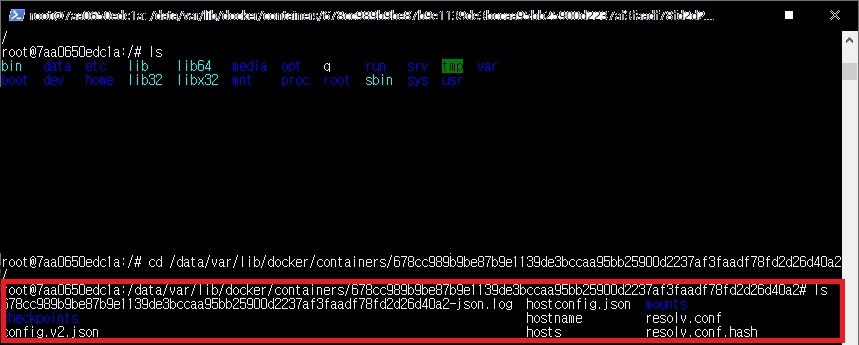 root@7aa0650edc1a: /data/var/lib/docker/containers/678cc989b9be87b9e1139de3bccaa95bb25900d2237af3faadf78fd2d2...
/
root@7aa0650edc1a:/# ls
bin data etc lib lib64 media opt q run srv tmp var
boot dev home lib32 libx32 mnt proc root sbin sys usr
root@7aa0650edc1a:/# cd /data/var/lib/docker/containers/678cc989b9be87b9e1139de3bccaa95bb25900d2237af3faadf78fd2d26d40a2
/
root@7aa0650edc1a:/data/var/lib/docker/containers/678cc989b9be87b9e1139de3bccaa95bb25900d2237af3faadf78fd2d26d40a2# ls
678cc989b9be87b9e1139de3bccaa95bb25900d2237af3faadf78fd2d26d40a2-json.log hostconfig.json mounts
checkpoints hostname resolv.conf
config.v2.json hosts resolv.conf.hash